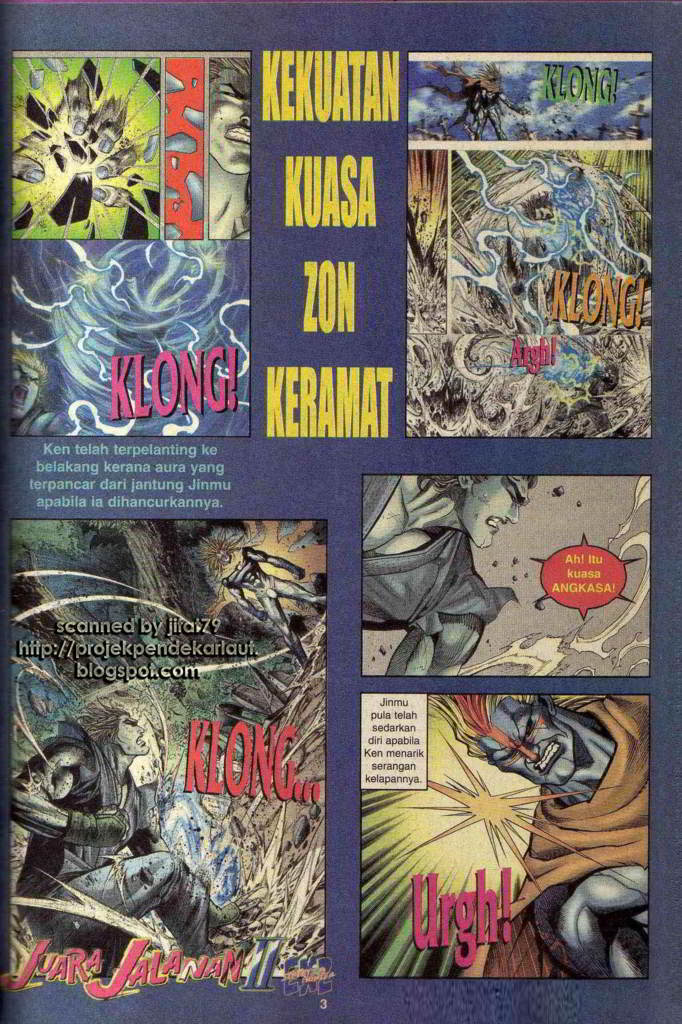 KEKUATAN
KUASA
ZON
KERAMAT
KLONG!
Ken telah terpelanting ke
belakang kerana aura yang
terpancar dari jantung Jinmu
apabila ia dihancurkannya.
KLONG!
KLONG!
Argh!
Ah! Itu
kuasa
ANGKASA!
scanned by jirat79
http://projekpendekarlaut.
blogspot.com
KLONG...
Jinmu
pula telah
sedarkan
diri apabila
Ken menarik
serangan
kelapannya.
Urgh!
JUARA JALANAN II
3